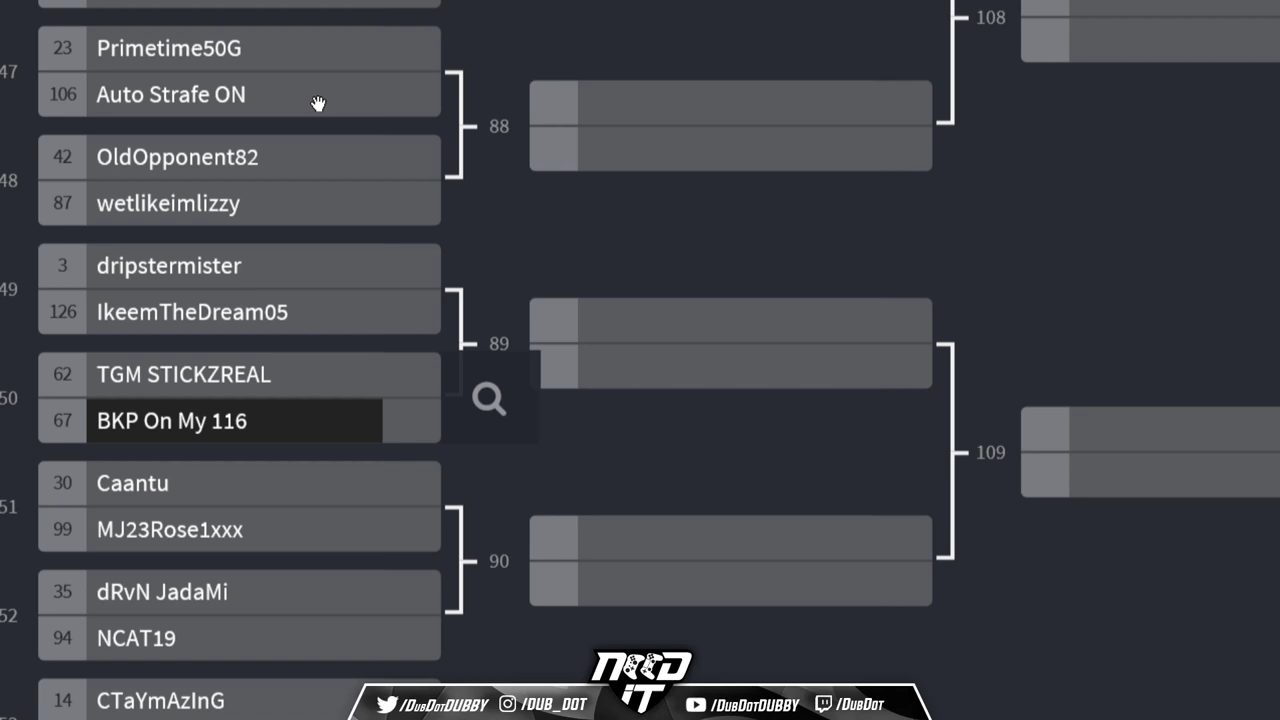 23 Primetime50G
47
106 Auto Strafe ON
88
108
42 OldOpponent82
48
87 wetlikeimlizzy
3 dripstermister
49
126 IkeemTheDream05
89
62 TGM STICKZREAL
50
67 BKP On My 116
109
30 Caantu
51
99 MJ23Rose1xxx
90
35 dRvN JadaMi
52
94 NCAT19
14 CTaYmAzInG
NEED
iT
/DubDotDUBBY /DUB_DOT /DubDotDUBBY /DubDot